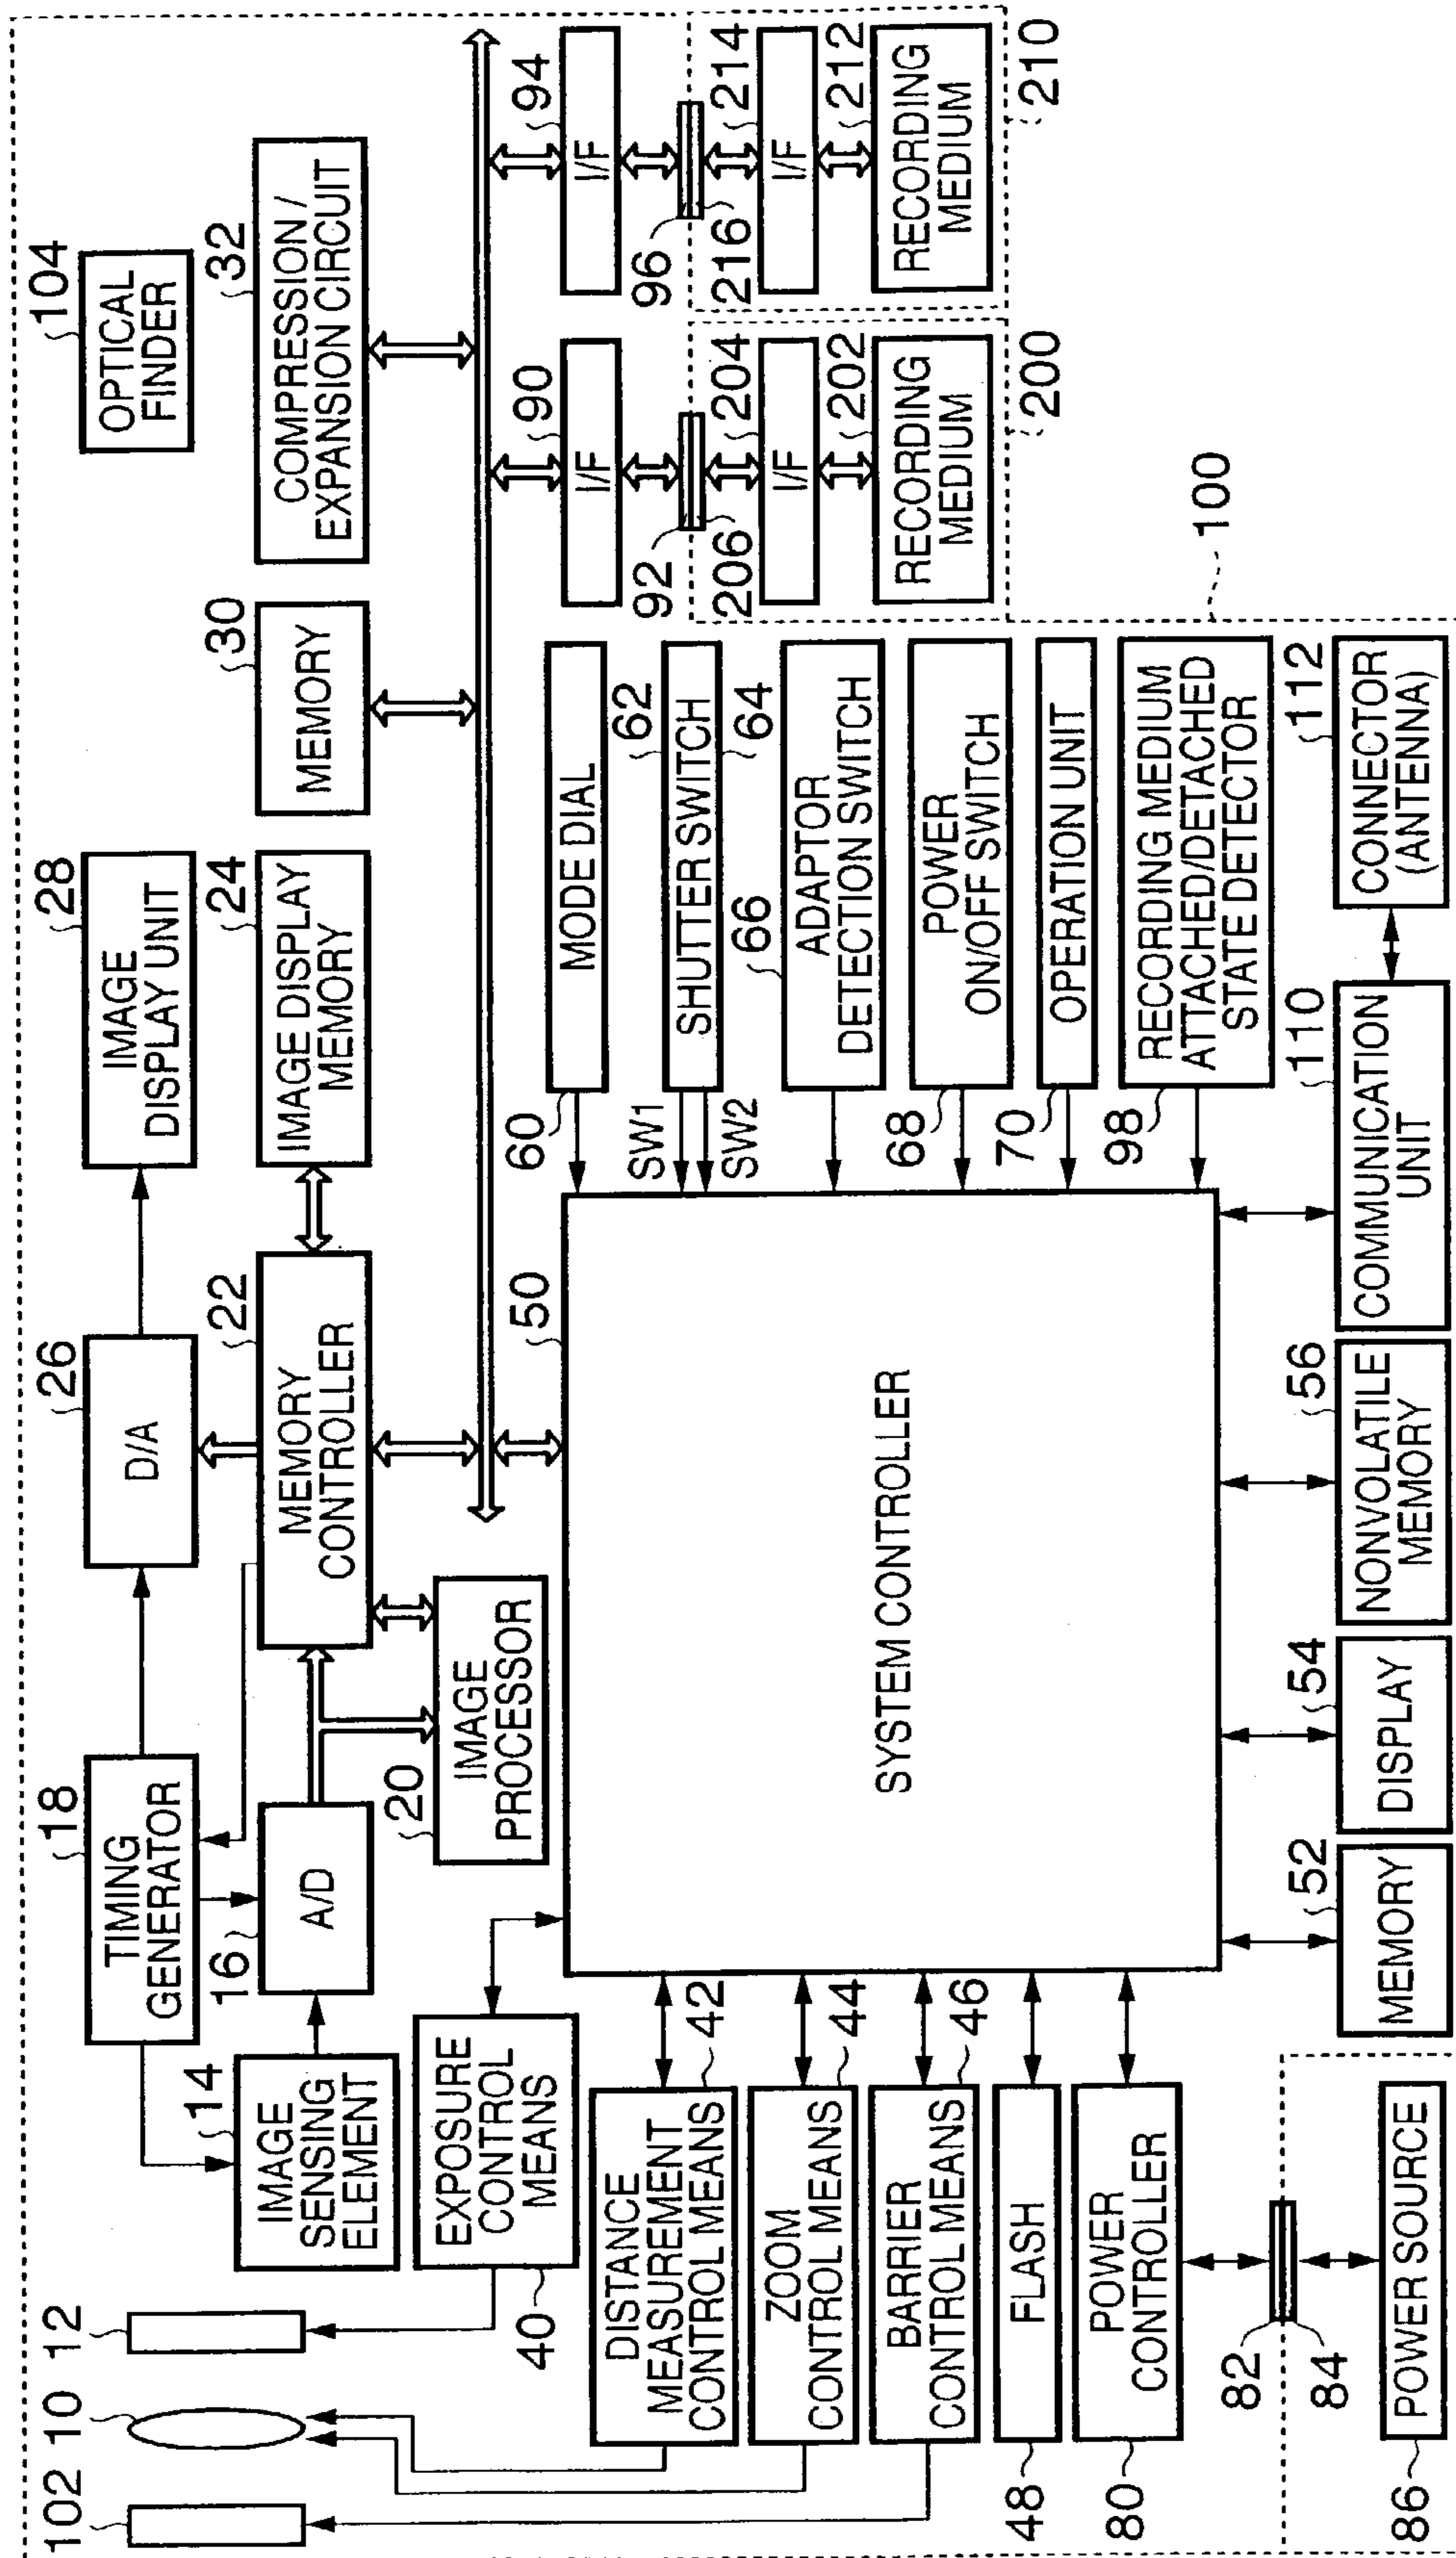 102
10
12
14
IMAGE
SENSING
ELEMENT
18
TIMING
GENERATOR
16
A/D
20
IMAGE
PROCESSOR
26
D/A
22
MEMORY
CONTROLLER
28
IMAGE
DISPLAY UNIT
24
IMAGE DISPLAY
MEMORY
30
MEMORY
104
OPTICAL
FINDER
32
COMPRESSION /
EXPANSION CIRCUIT
40
EXPOSURE
CONTROL
MEANS
DISTANCE
MEASUREMENT
CONTROL MEANS
42
ZOOM
CONTROL MEANS
44
BARRIER
CONTROL MEANS
46
FLASH
48
POWER
CONTROLLER
80
82
84
POWER SOURCE
86
50
SYSTEM CONTROLLER
52
MEMORY
54
DISPLAY
56
NONVOLATILE
MEMORY
110
COMMUNICATION
UNIT
112
CONNECTOR
(ANTENNA)
60
MODE DIAL
SW1
SW2
62
SHUTTER SWITCH
64
66
ADAPTOR
DETECTION SWITCH
68
POWER
ON/OFF SWITCH
70
OPERATION UNIT
98
RECORDING MEDIUM
ATTACHED/DETACHED
STATE DETECTOR
100
90
I/F
92
206
204
I/F
202
RECORDING
MEDIUM
200
94
I/F
96
216
214
I/F
212
RECORDING
MEDIUM
210